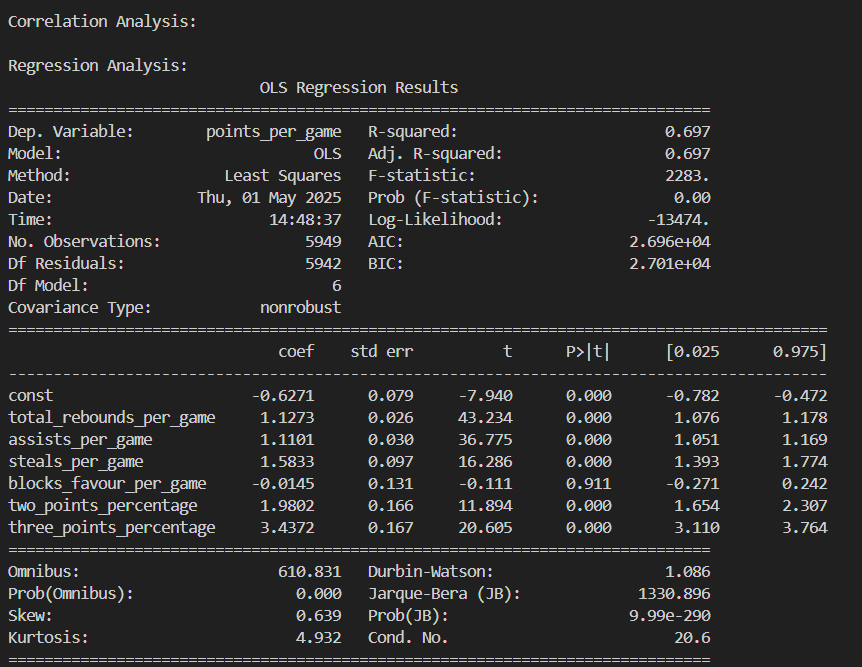 Correlation Analysis:
Regression Analysis:
OLS Regression Results
==============================================================================
Dep. Variable: points_per_game R-squared: 0.697
Model: OLS Adj. R-squared: 0.697
Method: Least Squares F-statistic: 2283.
Date: Thu, 01 May 2025 Prob (F-statistic): 0.00
Time: 14:48:37 Log-Likelihood: -13474.
No. Observations: 5949 AIC: 2.696e+04
Df Residuals: 5942 BIC: 2.701e+04
Df Model: 6
Covariance Type: nonrobust
===========================================================================================
coef std err t P>|t| [0.025 0.975]
-------------------------------------------------------------------------------------------
const -0.6271 0.079 -7.940 0.000 -0.782 -0.472
total_rebounds_per_game 1.1273 0.026 43.234 0.000 1.076 1.178
assists_per_game 1.1101 0.030 36.775 0.000 1.051 1.169
steals_per_game 1.5833 0.097 16.286 0.000 1.393 1.774
blocks_favour_per_game -0.0145 0.131 -0.111 0.911 -0.271 0.242
two_points_percentage 1.9802 0.166 11.894 0.000 1.654 2.307
three_points_percentage 3.4372 0.167 20.605 0.000 3.110 3.764
==============================================================================
Omnibus: 610.831 Durbin-Watson: 1.086
Prob(Omnibus): 0.000 Jarque-Bera (JB): 1330.896
Skew: 0.639 Prob(JB): 9.99e-290
Kurtosis: 4.932 Cond. No. 20.6
==============================================================================